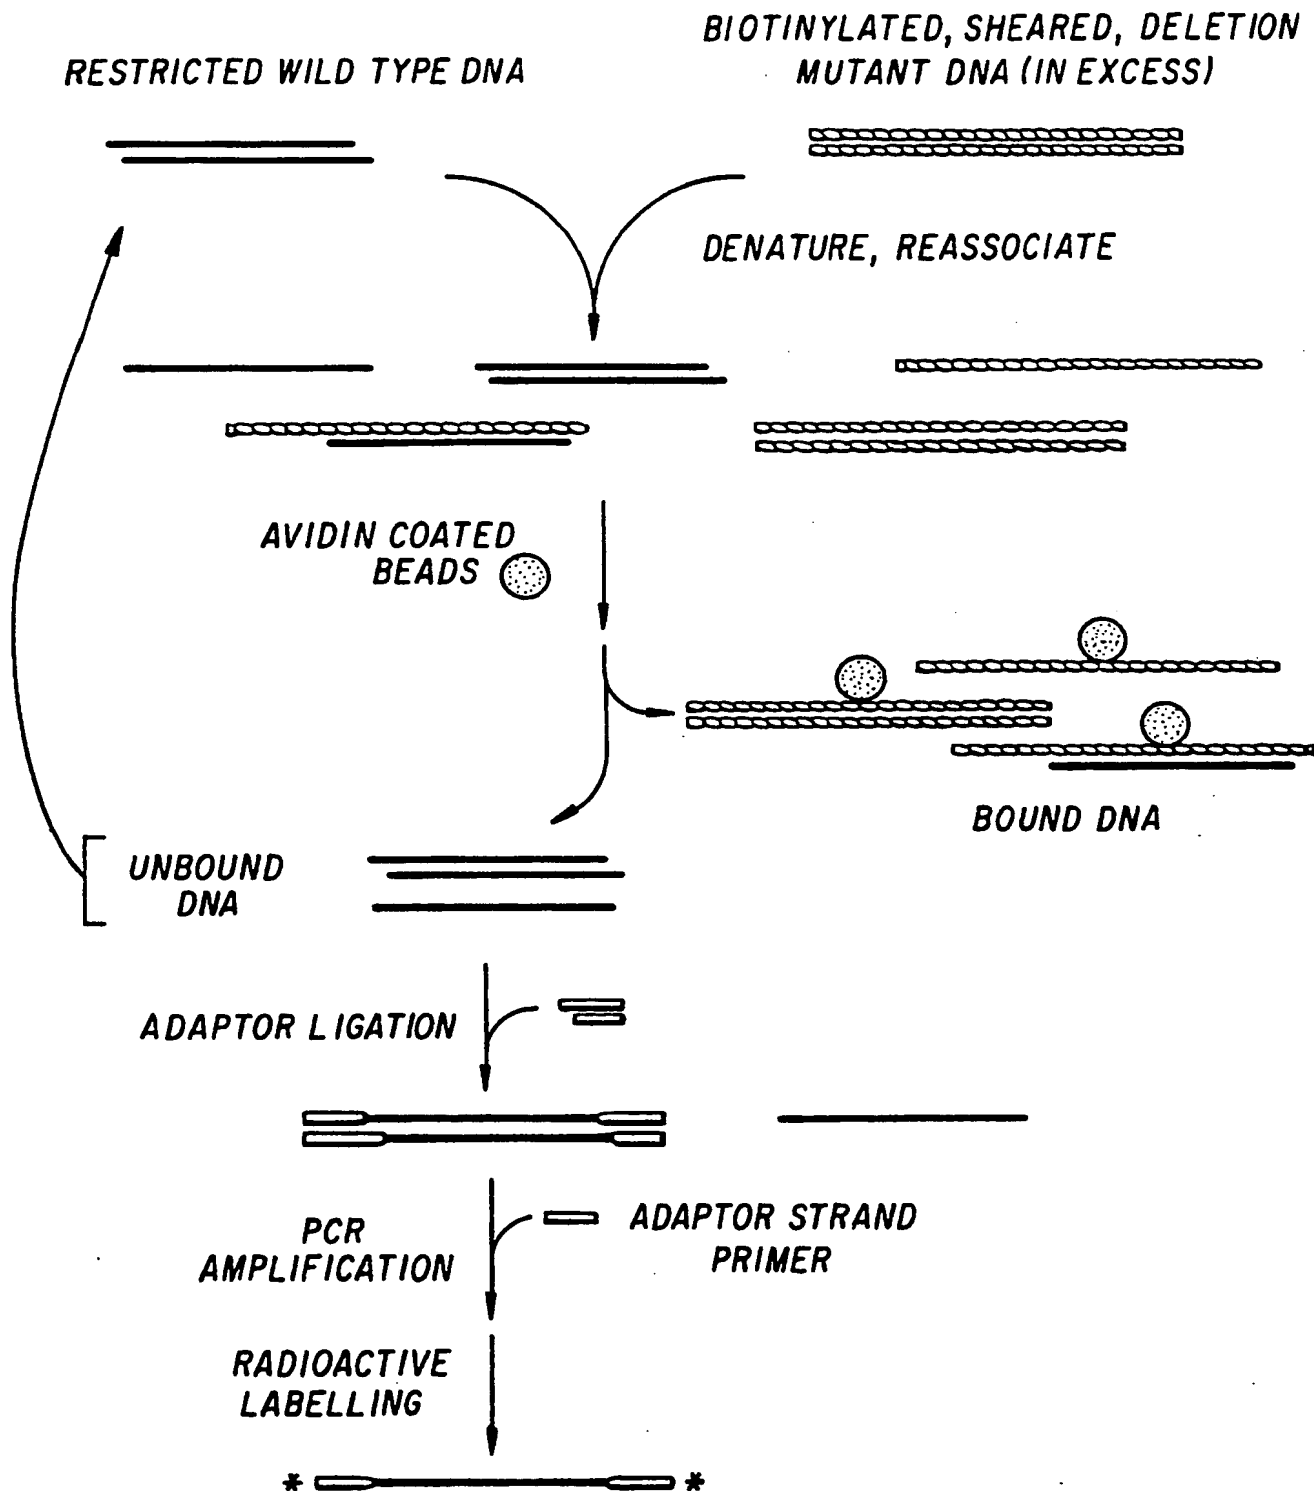 RESTRICTED WILD TYPE DNA
BIOTINYLATED, SHEARED, DELETION
MUTANT DNA (IN EXCESS)
DENATURE, REASSOCIATE
AVIDIN COATED
BEADS
BOUND DNA
UNBOUND
DNA
ADAPTOR LIGATION
PCR
AMPLIFICATION
ADAPTOR STRAND
PRIMER
RADIOACTIVE
LABELLING
* *